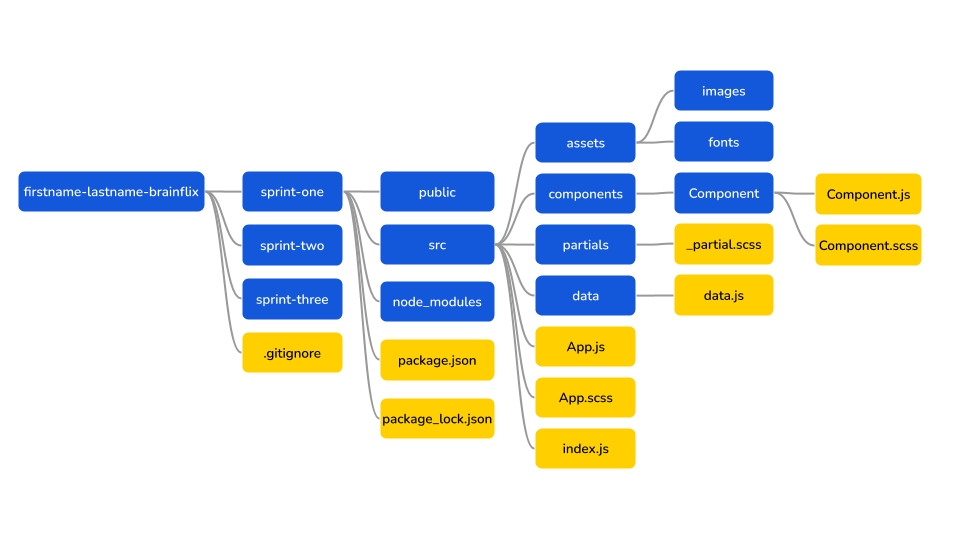 images
assets
fonts
firstname-lastname-brainflix
sprint-one
public
components
Component
Component.js
sprint-two
src
partials
_partial.scss
Component.scss
sprint-three
node_modules
data
data.js
.gitignore
package.json
App.js
package_lock.json
App.scss
index.js